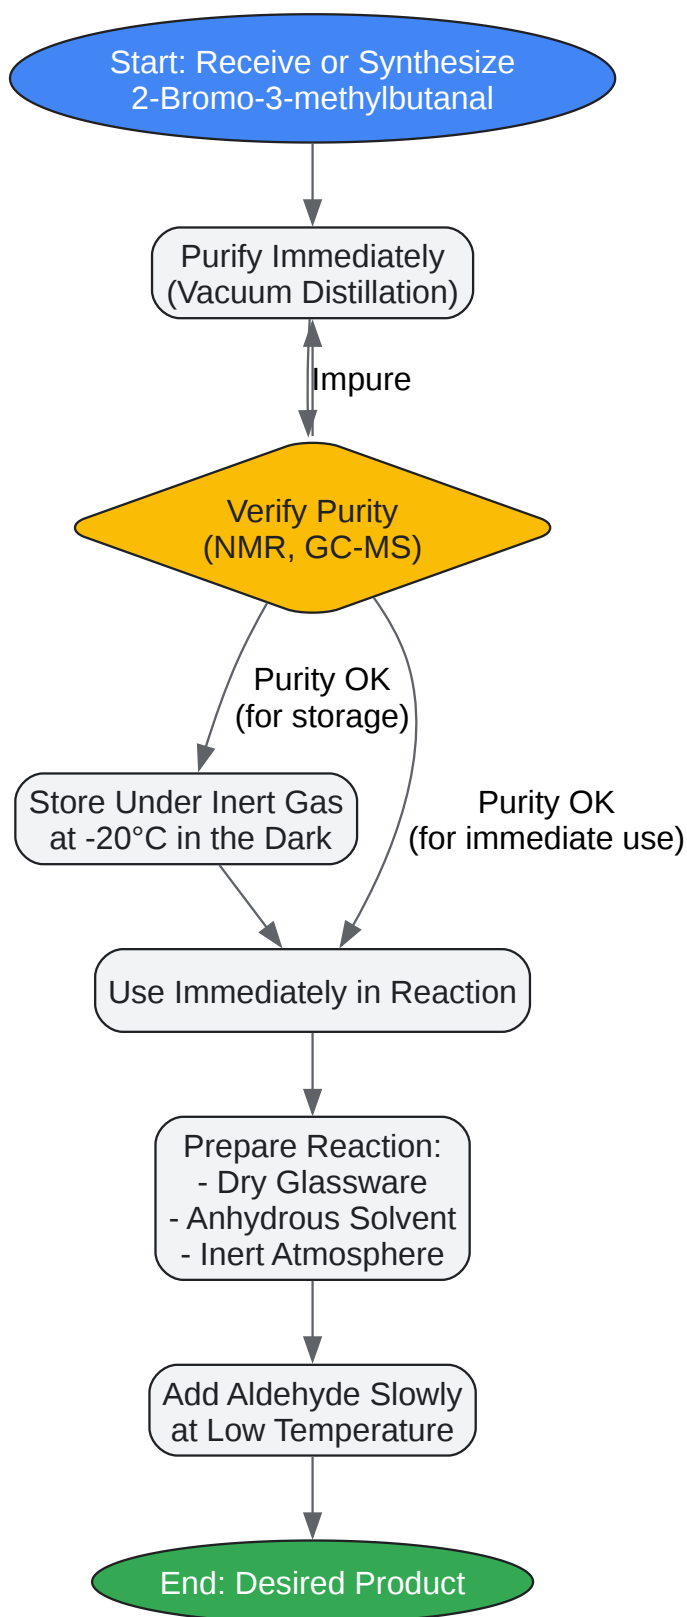 Start: Receive or Synthesize
2-Bromo-3-methylbutanal
Purify Immediately
(Vacuum Distillation)
Impure
Verify Purity
(NMR, GC-MS)
Purity OK
(for storage)
Store Under Inert Gas
at -20°C in the Dark
Purity OK
(for immediate use)
Use Immediately in Reaction
Prepare Reaction:
- Dry Glassware
- Anhydrous Solvent
- Inert Atmosphere
Add Aldehyde Slowly
at Low Temperature
End: Desired Product